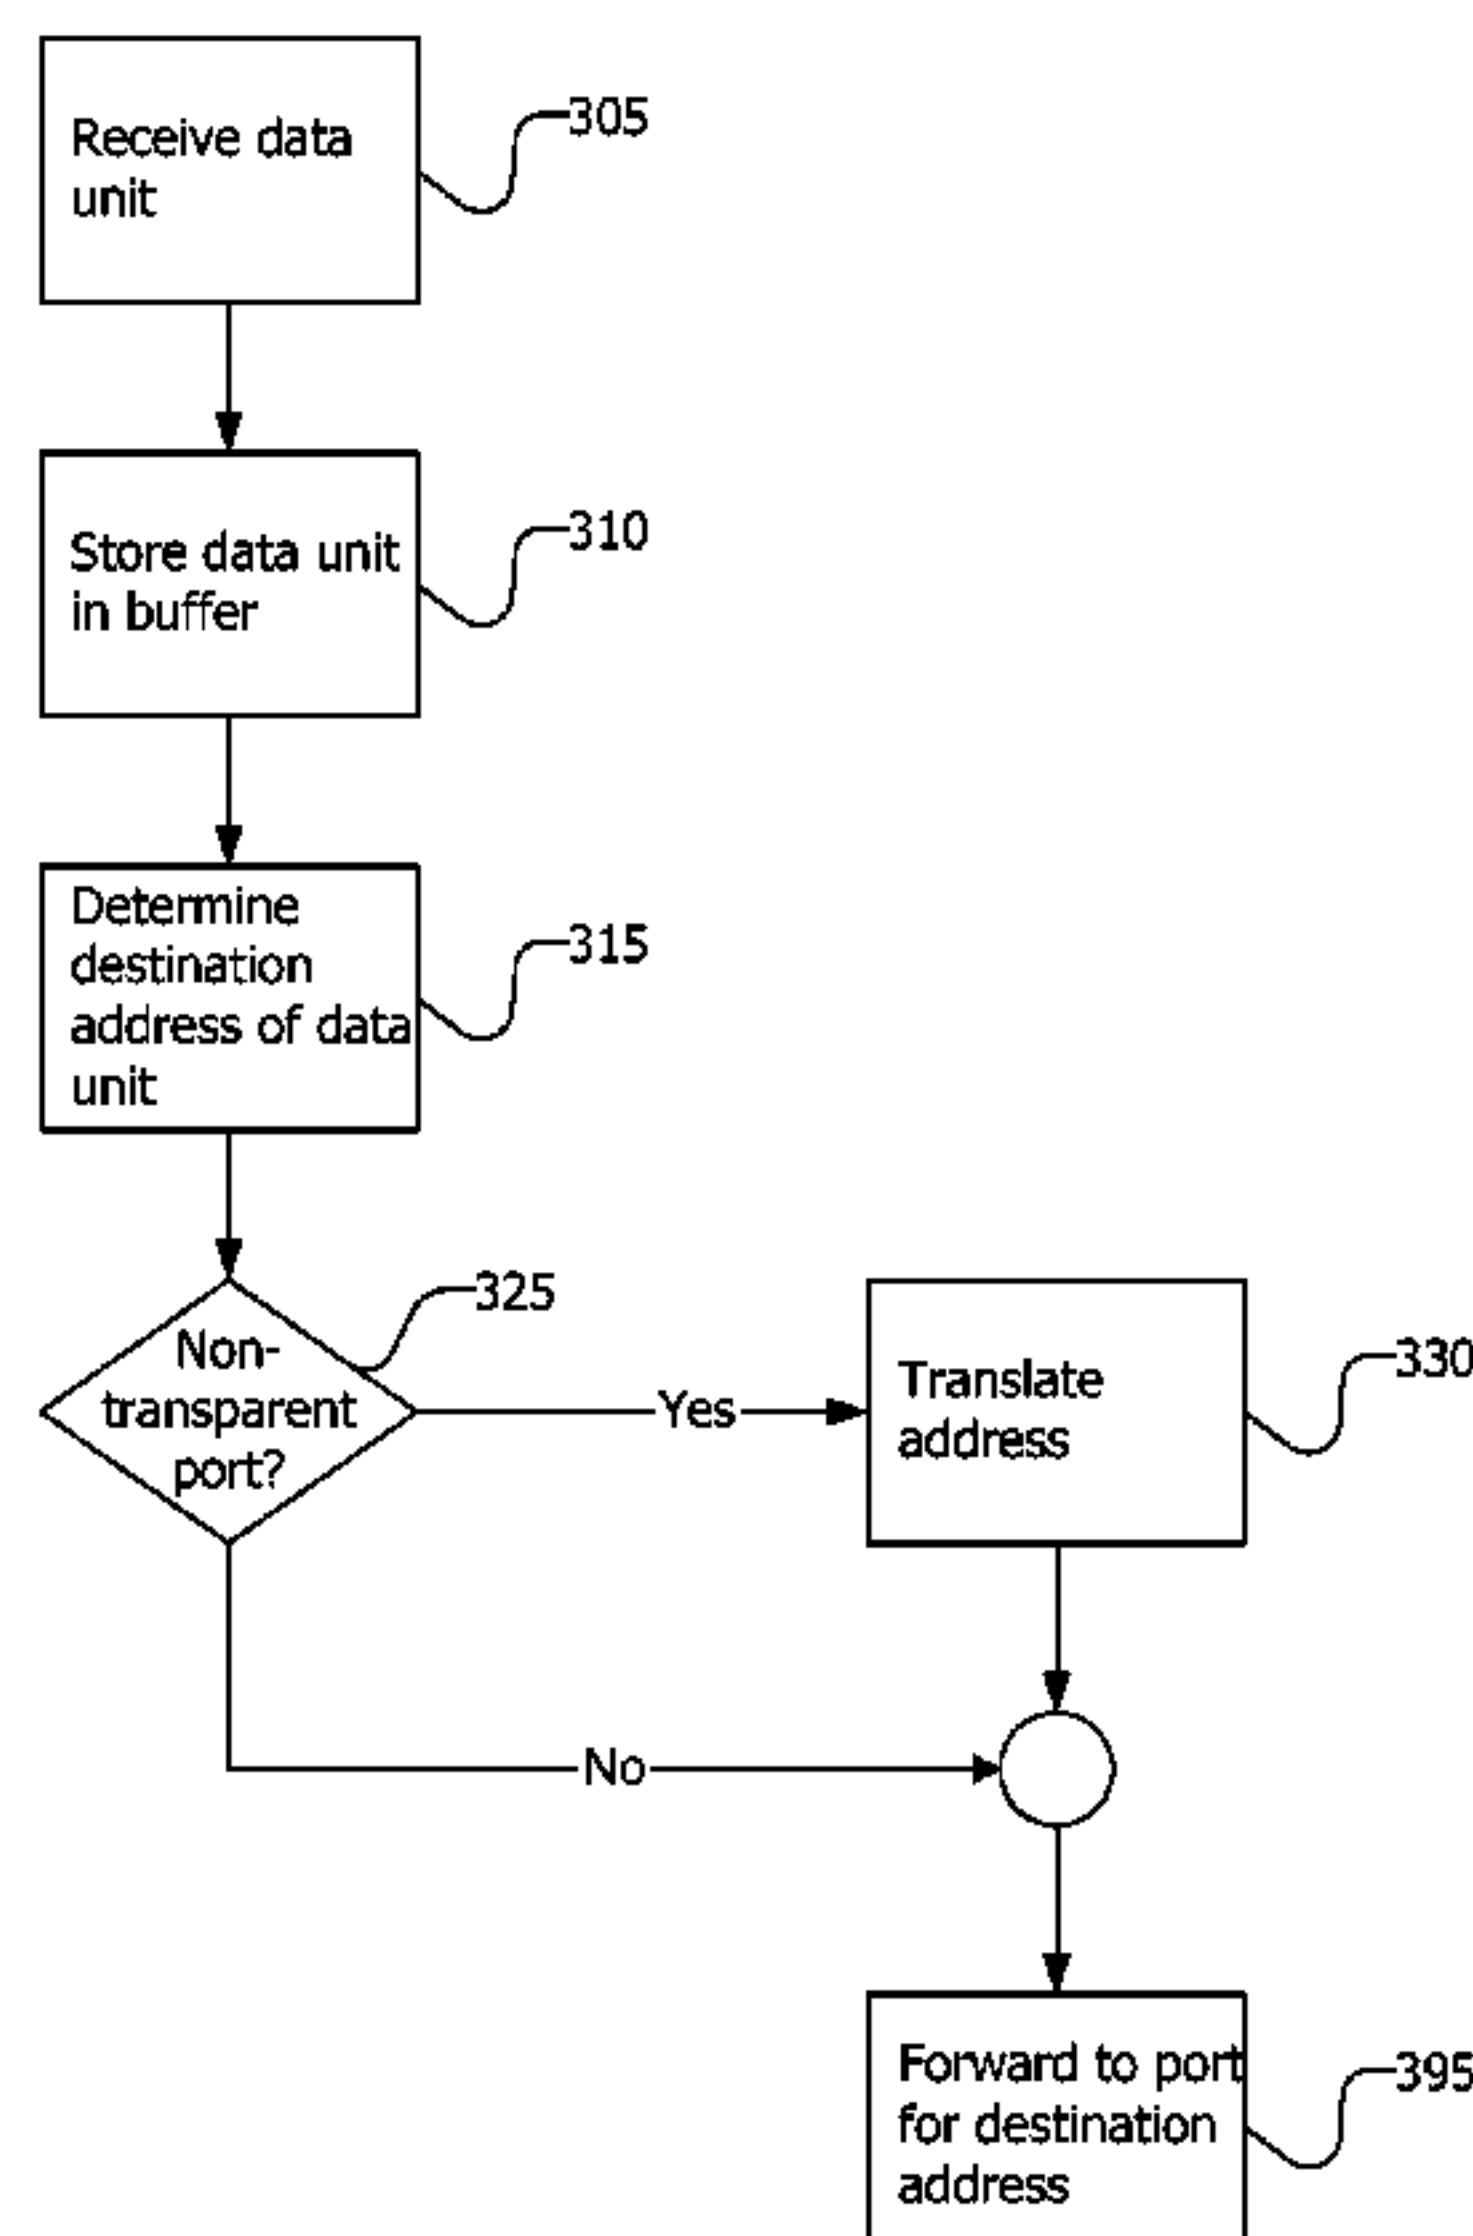 Receive data
unit
305
Store data unit
in buffer
310
Determine
destination
address of data
unit
315
Non-
transparent
port?
325
Yes
Translate
address
330
No
Forward to port
for destination
address
395